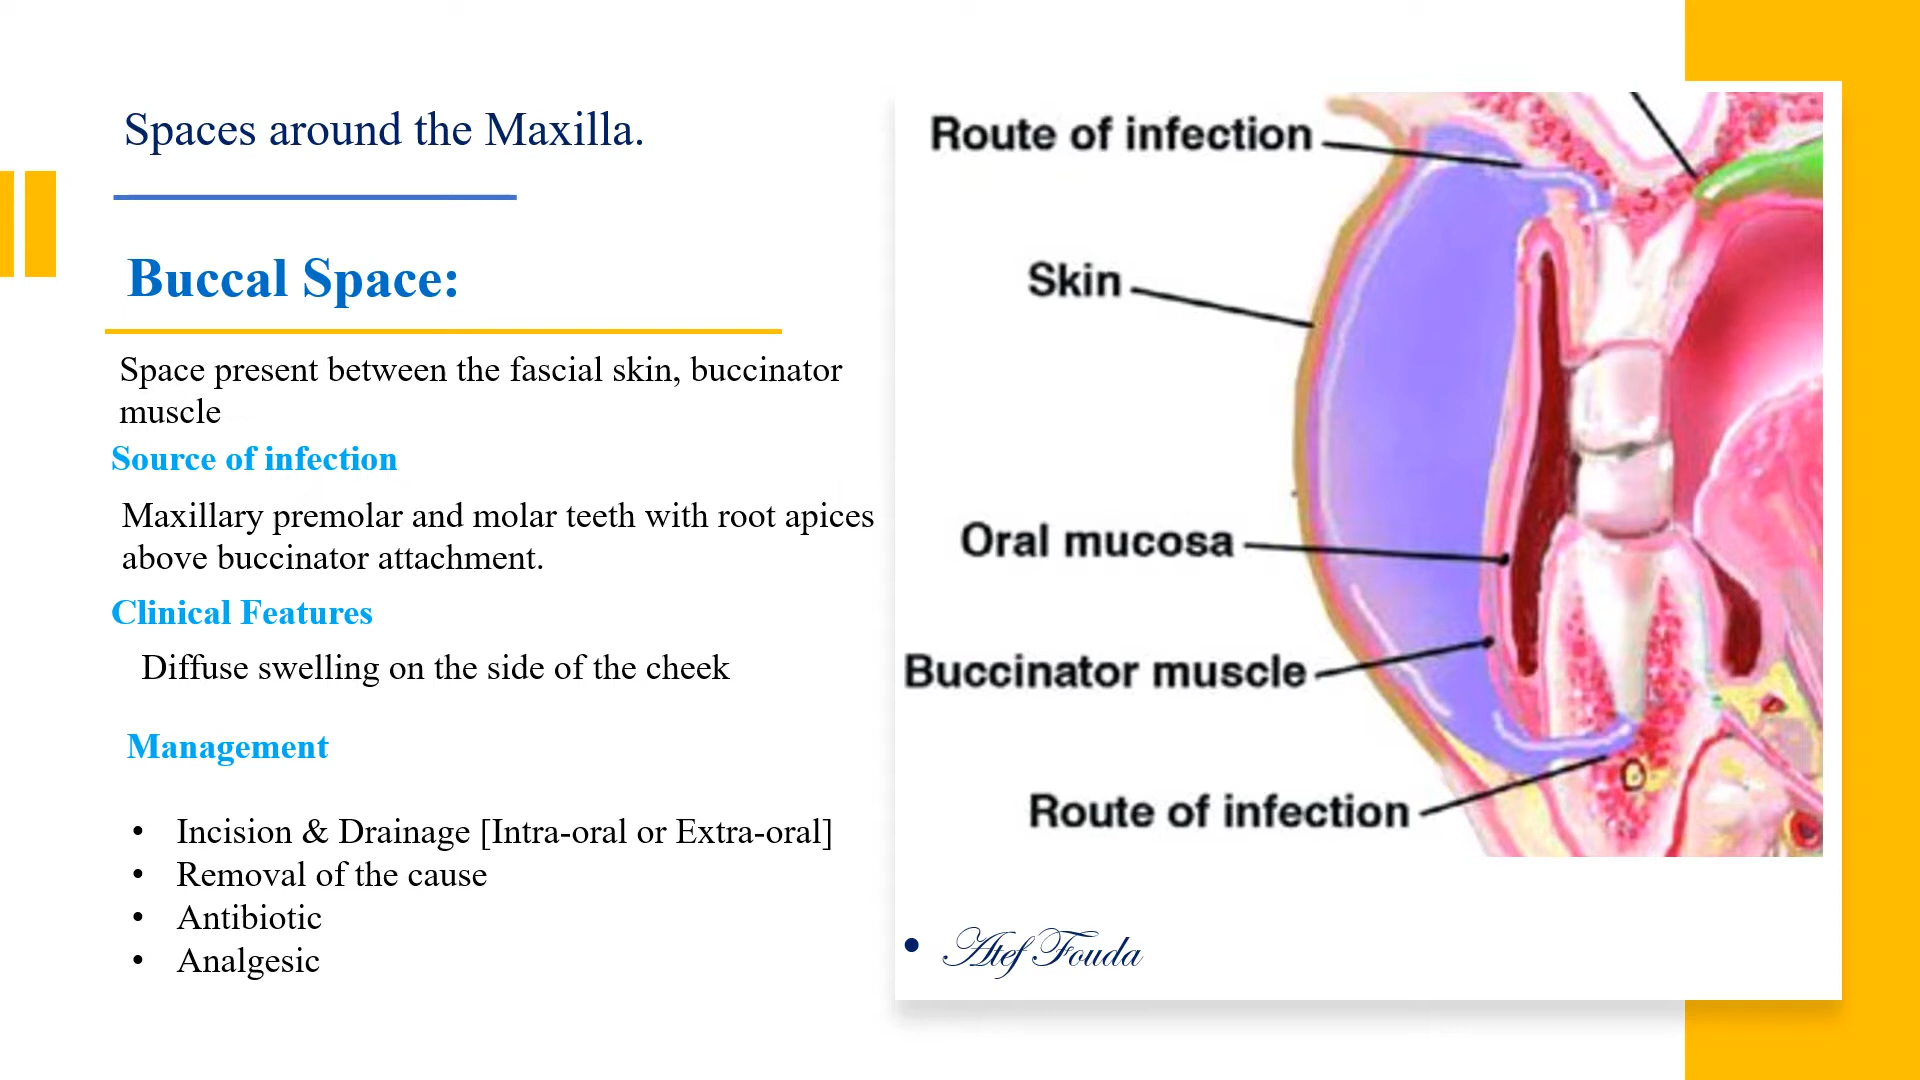 Spaces around the Maxilla.
Buccal Space:
Space present between the fascial skin, buccinator
muscle
Source of infection
Maxillary premolar and molar teeth with root apices
above buccinator attachment.
Clinical Features
Diffuse swelling on the side of the cheek
Management
• Incision & Drainage [Intra-oral or Extra-oral]
• Removal of the cause
• Antibiotic
• Analgesic
Route of infection
Skin
Oral mucosa
Buccinator muscle
Route of infection
• Atef Fouda